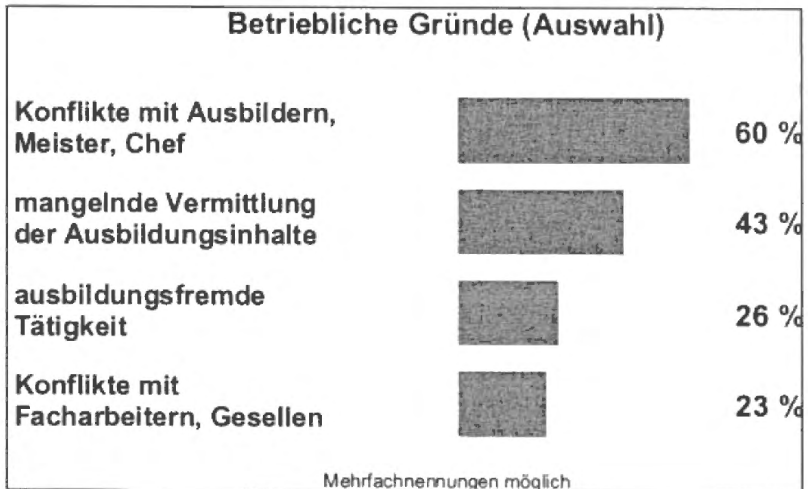 Betriebliche Gründe (Auswahl)
Konflikte mit Ausbildern,
Meister, Chef
60 %
mangelnde Vermittlung
der Ausbildungsinhalte
43 %
ausbildungsfremde
Tätigkeit
26 %
Konflikte mit
Facharbeitern, Gesellen
23 %
Mehrfachnennungen möglich